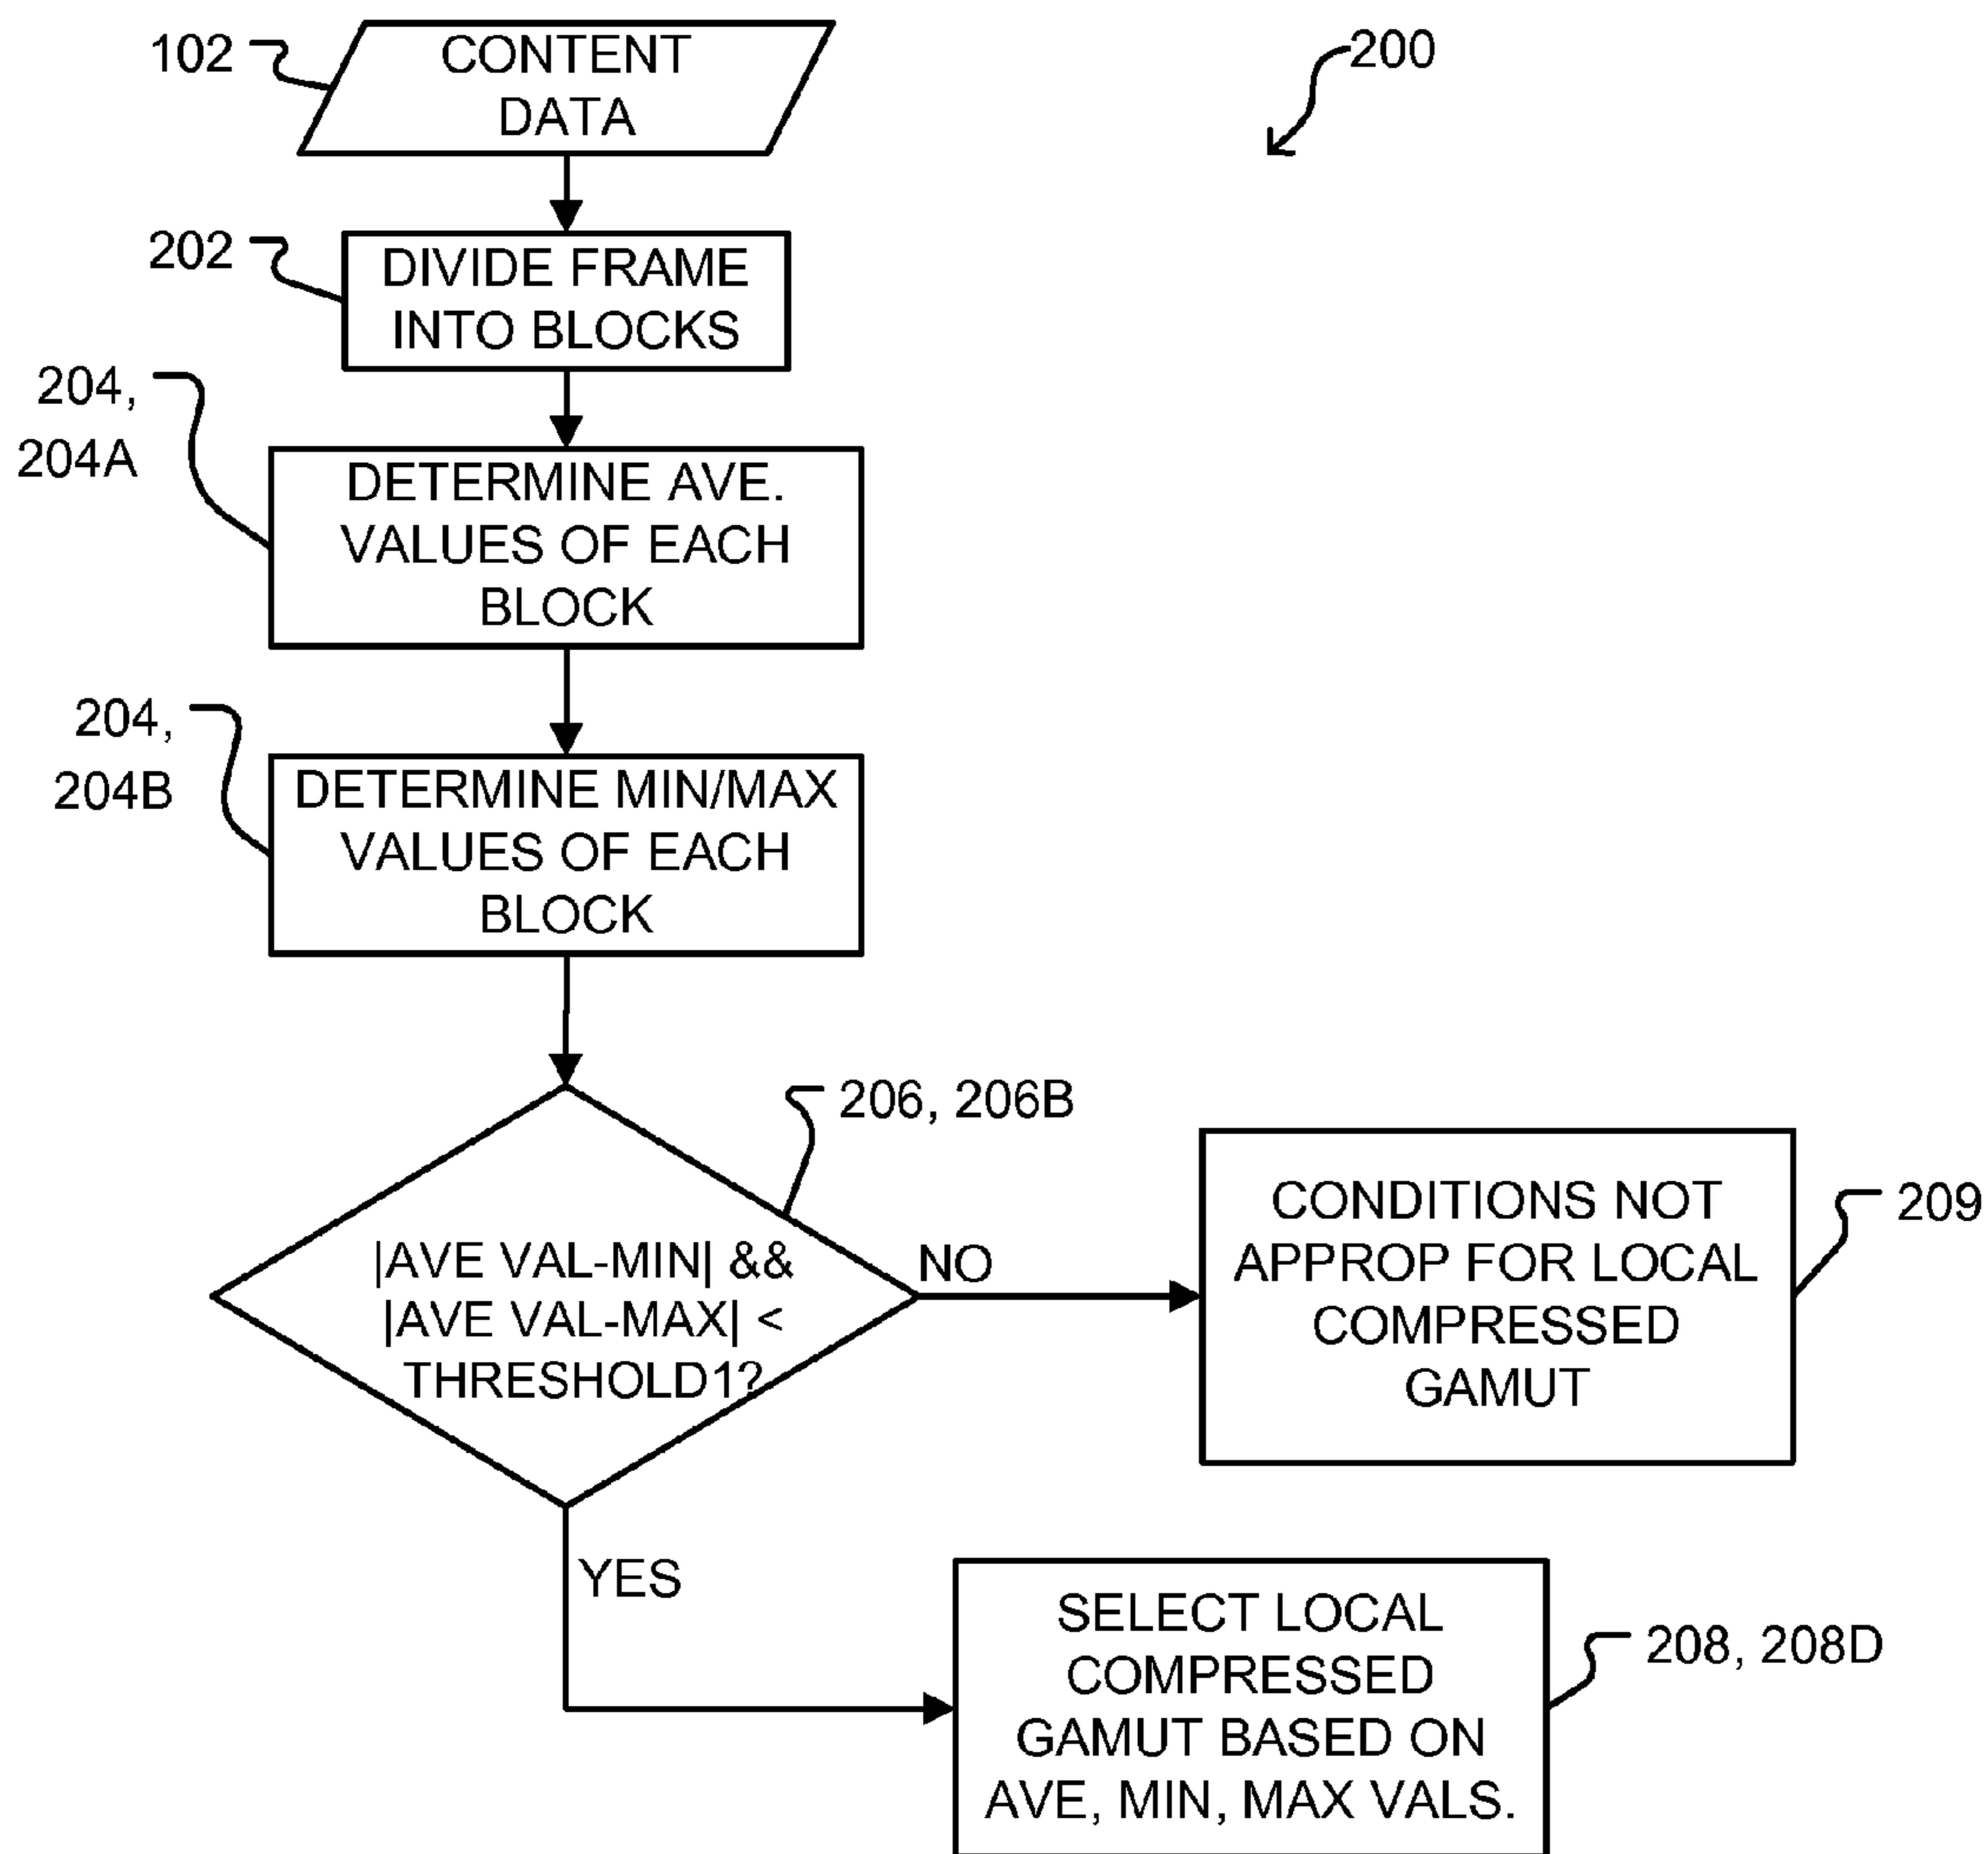 102
CONTENT
DATA
200
202
DIVIDE FRAME
INTO BLOCKS
204,
204A
DETERMINE AVE.
VALUES OF EACH
BLOCK
204,
204B
DETERMINE MIN/MAX
VALUES OF EACH
BLOCK
206, 206B
|AVE VAL-MIN| &&
|AVE VAL-MAX| <
THRESHOLD1?
NO
CONDITIONS NOT
APPROP FOR LOCAL
COMPRESSED
GAMUT
209
YES
SELECT LOCAL
COMPRESSED
GAMUT BASED ON
AVE, MIN, MAX VALS.
208, 208D